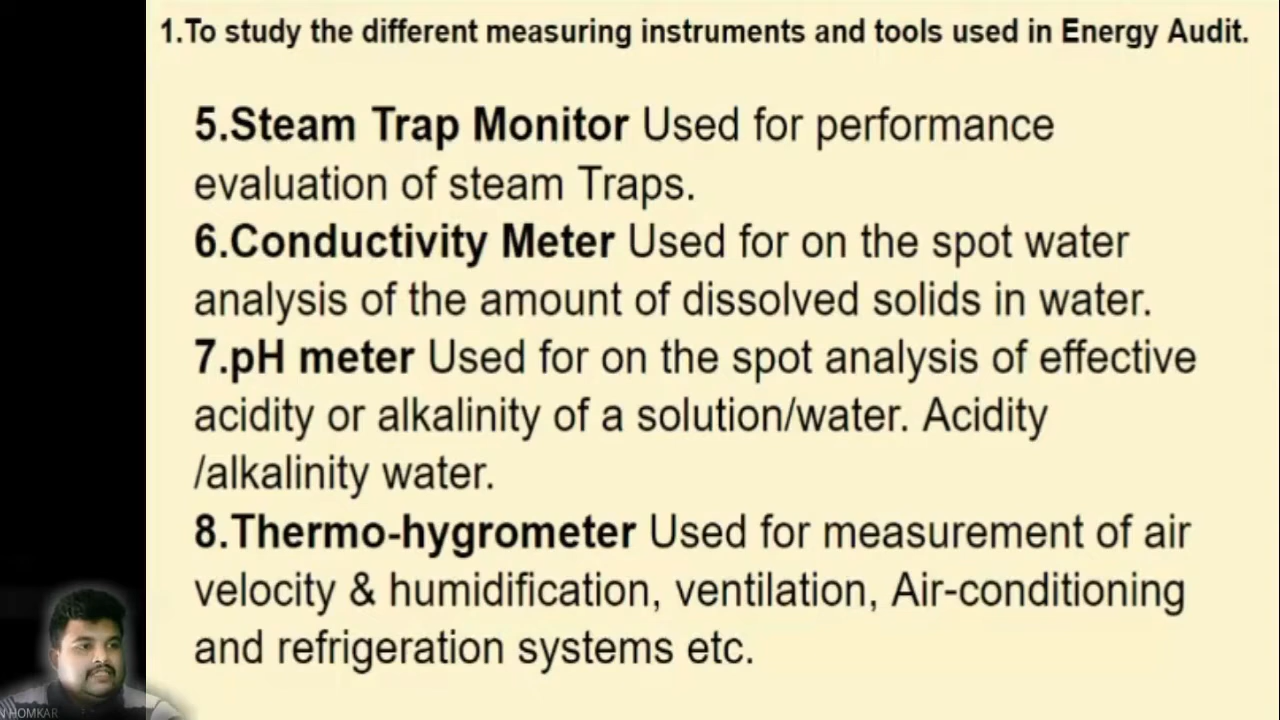 1.To study the different measuring instruments and tools used in Energy Audit.
5.Steam Trap Monitor Used for performance
evaluation of steam Traps.
6.Conductivity Meter Used for on the spot water
analysis of the amount of dissolved solids in water.
7.pH meter Used for on the spot analysis of effective
acidity or alkalinity of a solution/water. Acidity
/alkalinity water.
8.Thermo-hygrometer Used for measurement of air
velocity & humidification, ventilation, Air-conditioning
and refrigeration systems etc.
HOMKAR